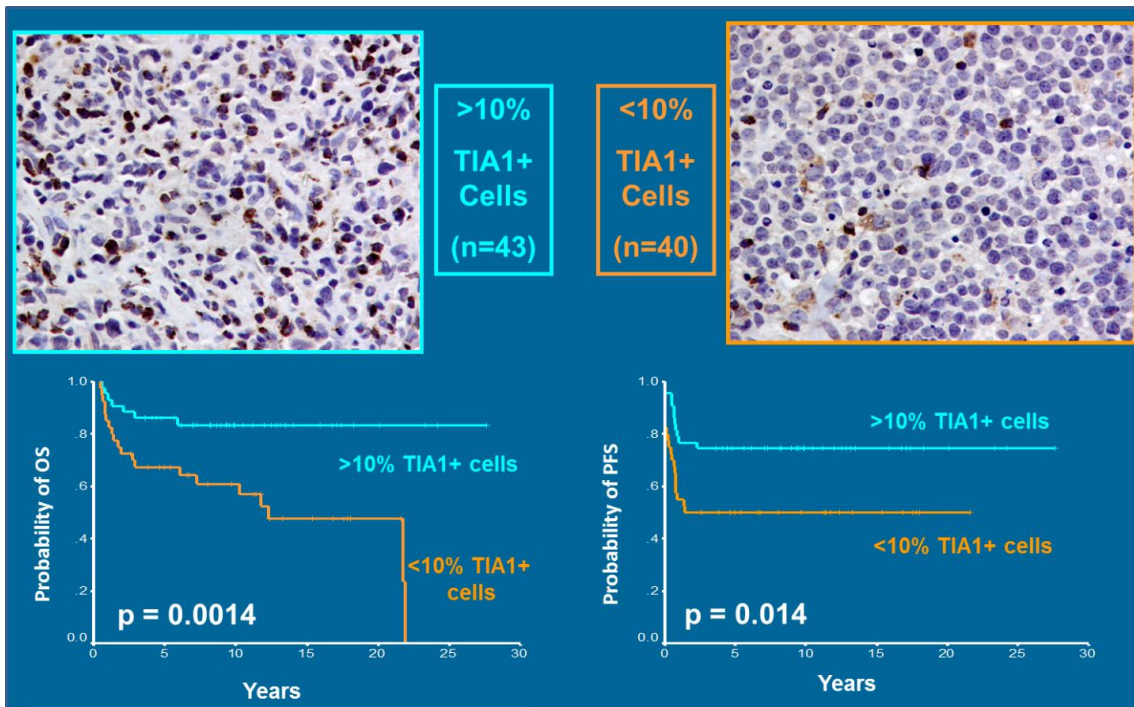 >10%
TIA1+
Cells
(n=43)
<10%
TIA1+
Cells
(n=40)
Probability of OS
1.0
.8
.6
.4
.2
0.0
>10% TIA1+ cells
<10% TIA1+
cells
p = 0.0014
0
5
10
15
20
25
30
Years
Probability of PFS
1.0
.8
.6
.4
.2
0.0
>10% TIA1+ cells
<10% TIA1+ cells
p = 0.014
0
5
10
15
20
25
30
Years